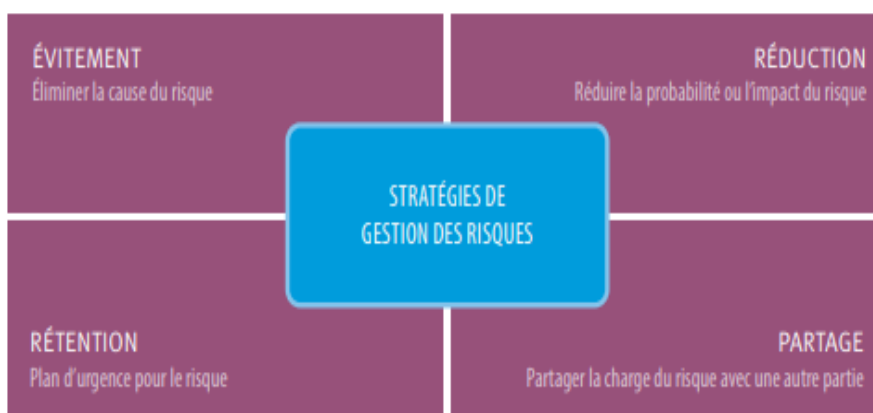 ÉVITEMENT
Éliminer la cause du risque
RÉDUCTION
Réduire la probabilité ou l'impact du risque
STRATÉGIES DE
GESTION DES RISQUES
RÉTENTION
Plan d'urgence pour le risque
PARTAGE
Partager la charge du risque avec une autre partie